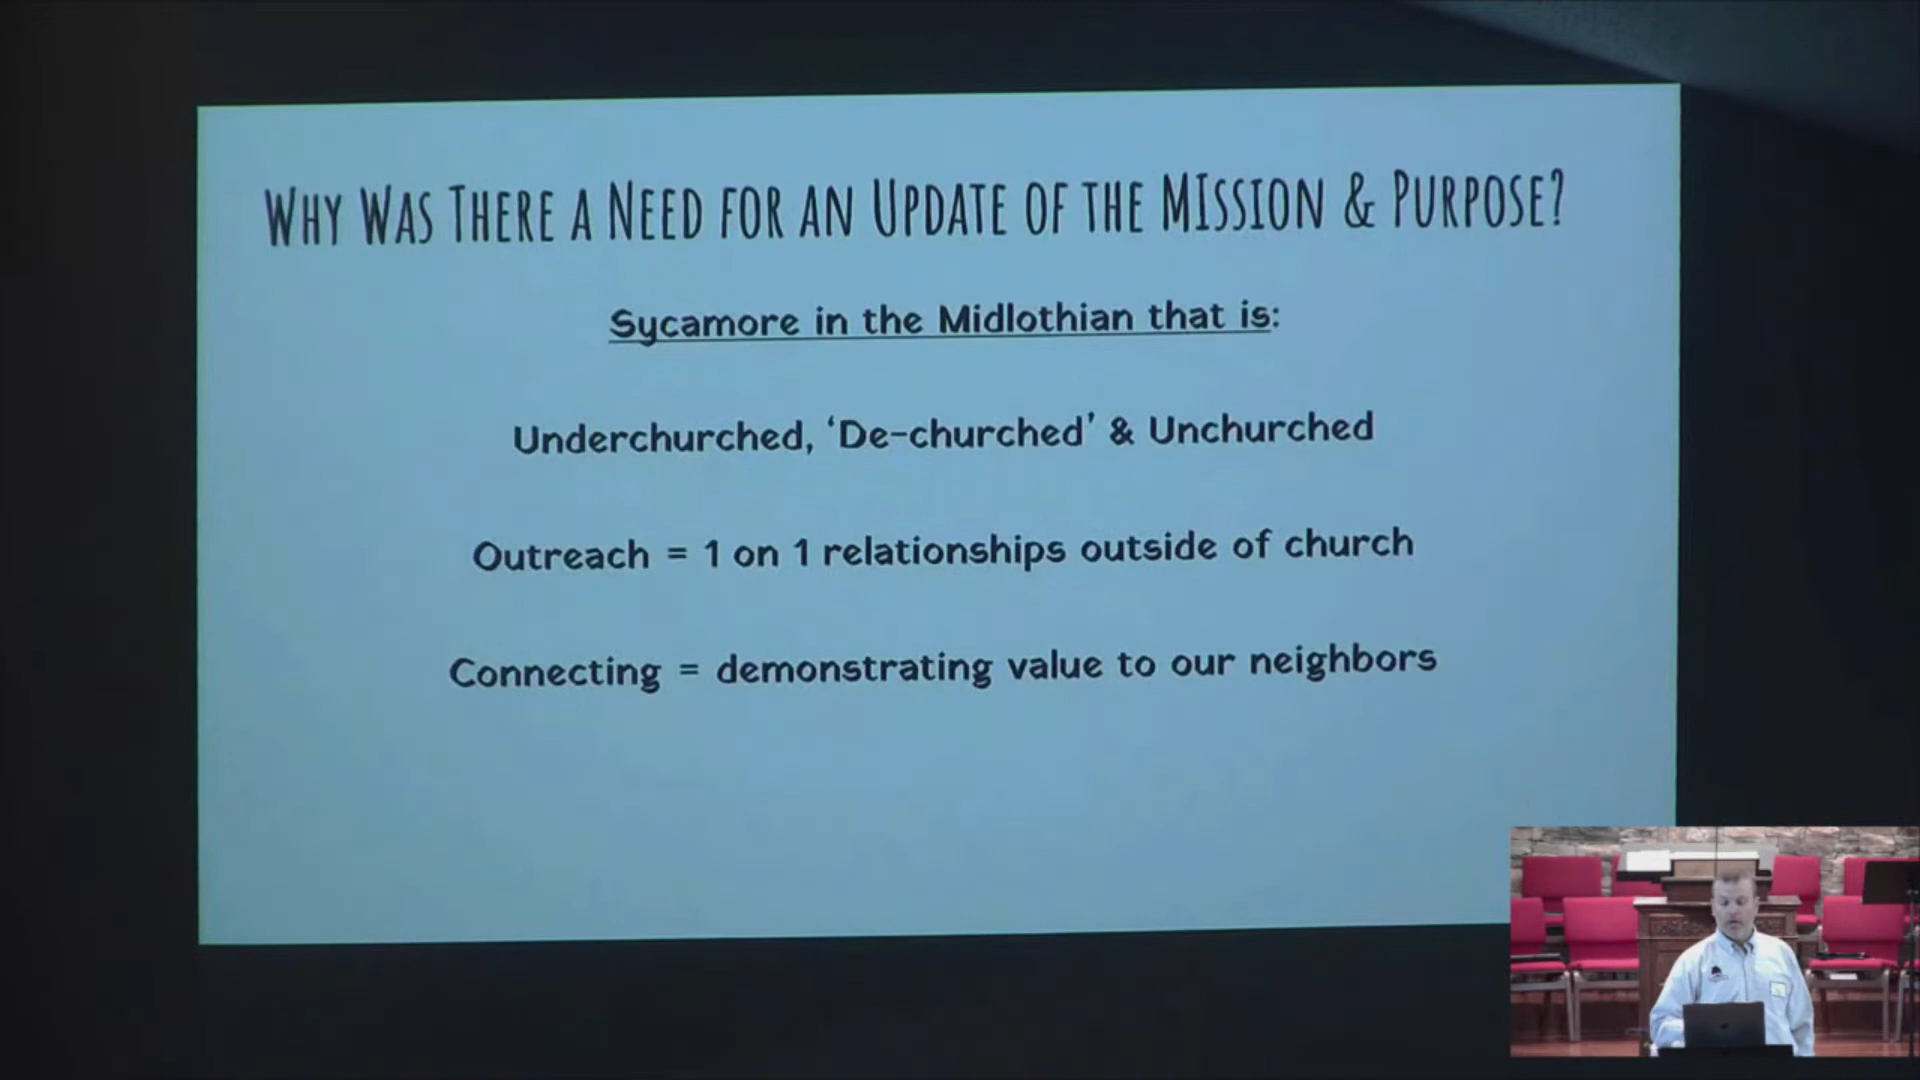 Why Was There a Need for an Update of the MIssion & Purpose?
Sycamore in the Midlothian that is:
Underchurched, ‘De-churched’ & Unchurched
Outreach = 1 on 1 relationships outside of church
Connecting = demonstrating value to our neighbors